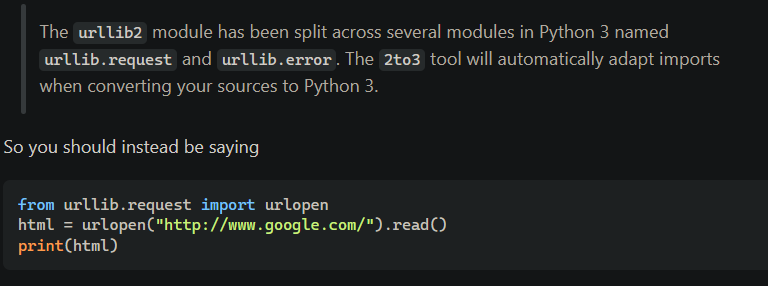 The urllib2 module has been split across several modules in Python 3 named
urllib.request and urllib.error. The 2to3 tool will automatically adapt imports
when converting your sources to Python 3.
So you should instead be saying
from urllib.request import urlopen
html = urlopen("http://www.google.com/").read()
print(html)